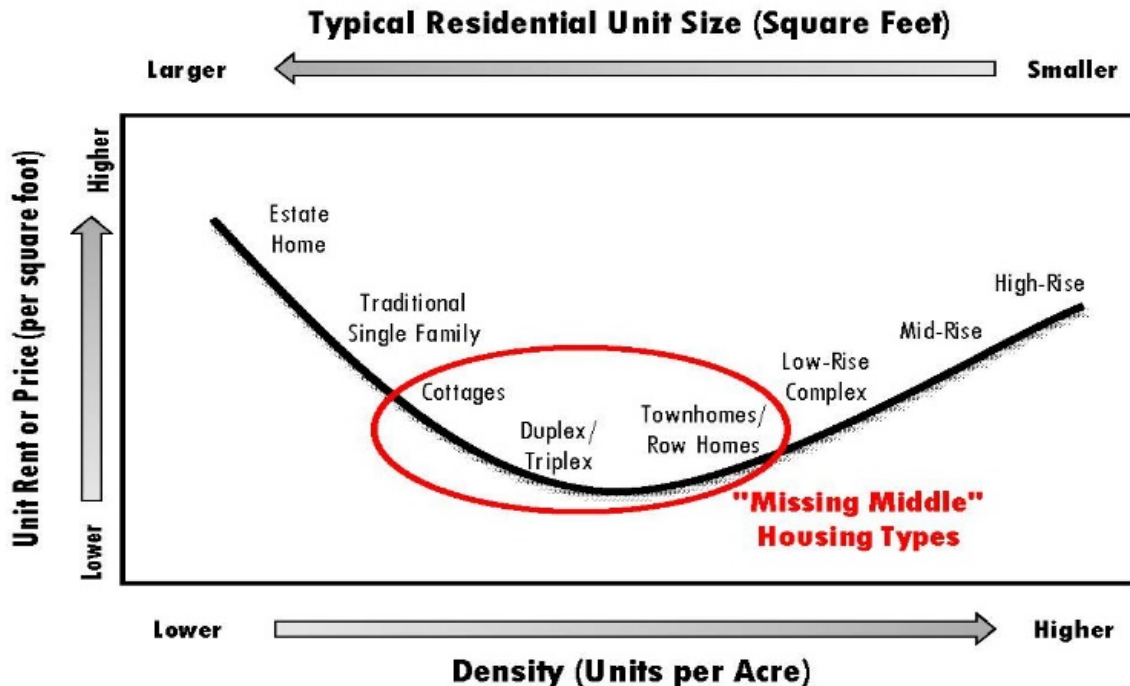 Typical Residential Unit Size (Square Feet)
Larger
Smaller
Unit Rent or Price (per square foot)
Higher
Lower
Estate
Home
Traditional
Single Family
Cottages
Duplex/
Triplex
Townhomes/
Row Homes
Low-Rise
Complex
Mid-Rise
High-Rise
"Missing Middle"
Housing Types
Lower
Higher
Density (Units per Acre)